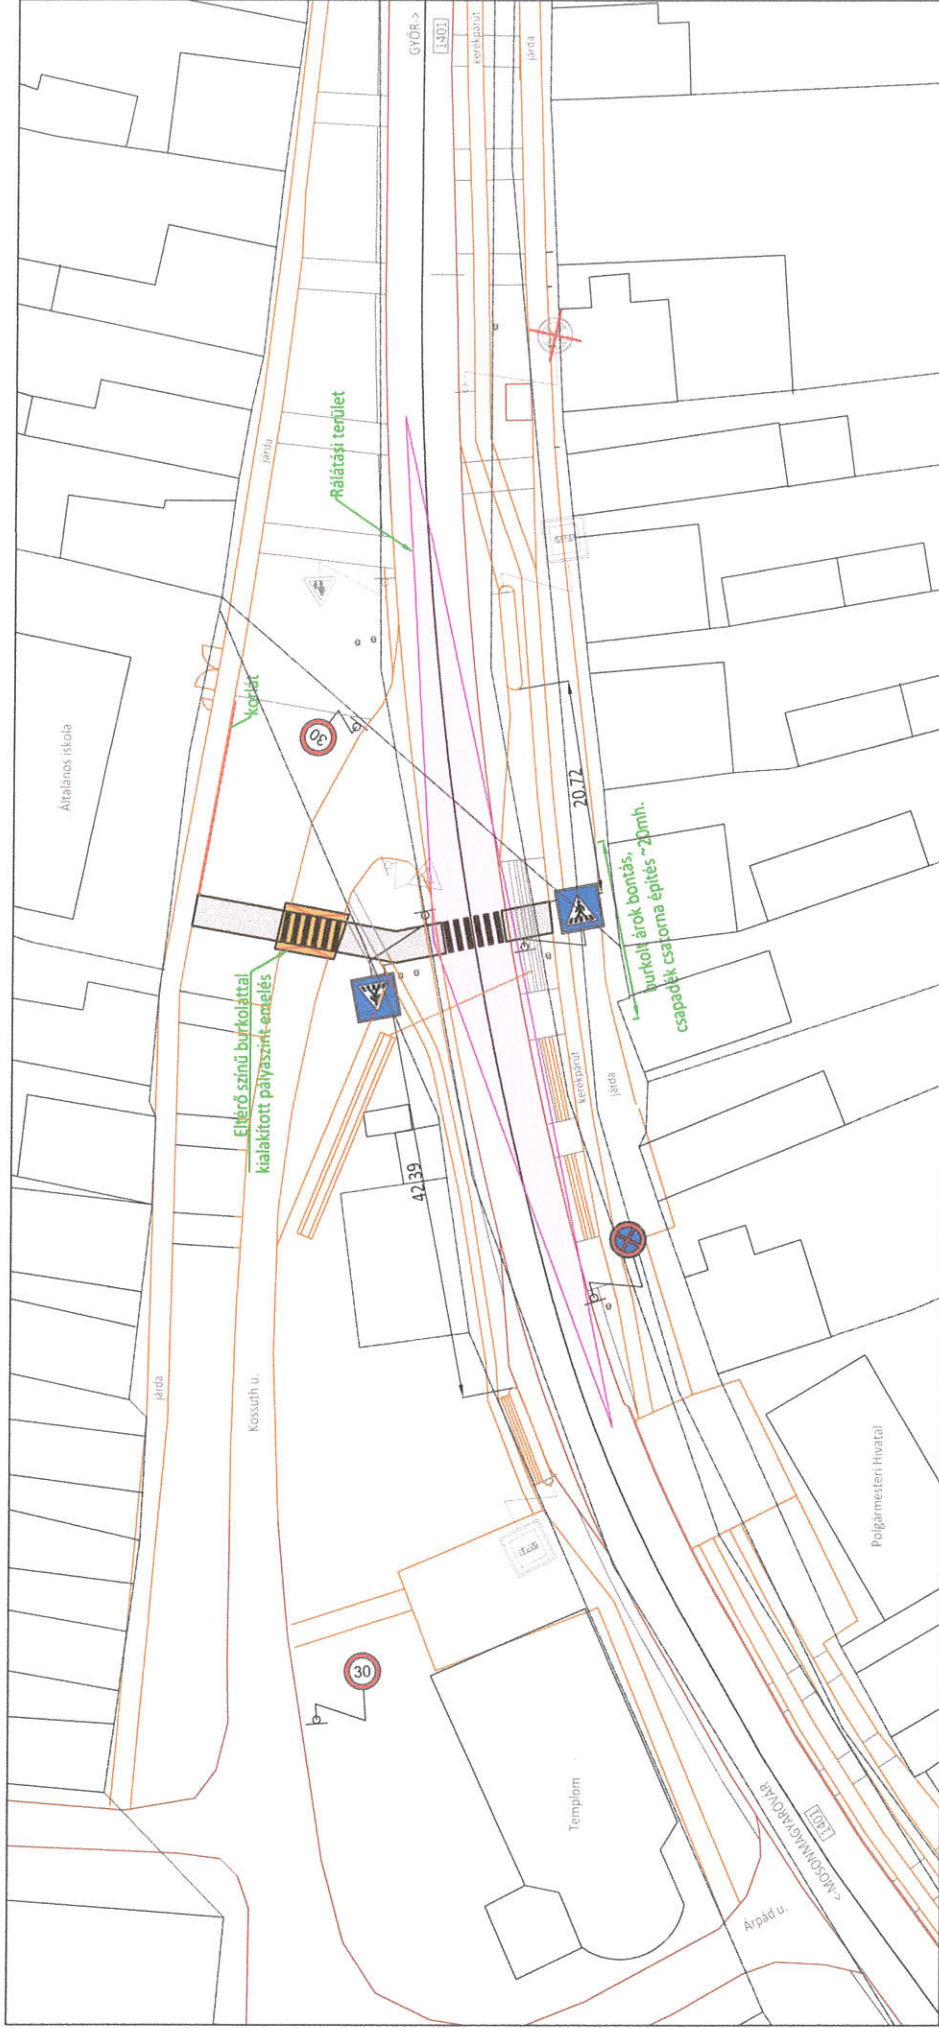 GYŐR->
1401
kerékpárút
járda
járda
Rálátási terület
Általános iskola
korlát
30
20.72
burkolt árok bontás,
csapadék csatorna építés ~20mh.
Eltérő színű burkolattal
kialakított pályaszint emelés
kerékpárút
járda
42.39
járda
Kossuth u.
Polgármesteri Hivatal
30
Templom
<-MOSONMAGYARÓVÁR
1401
Árpád u.